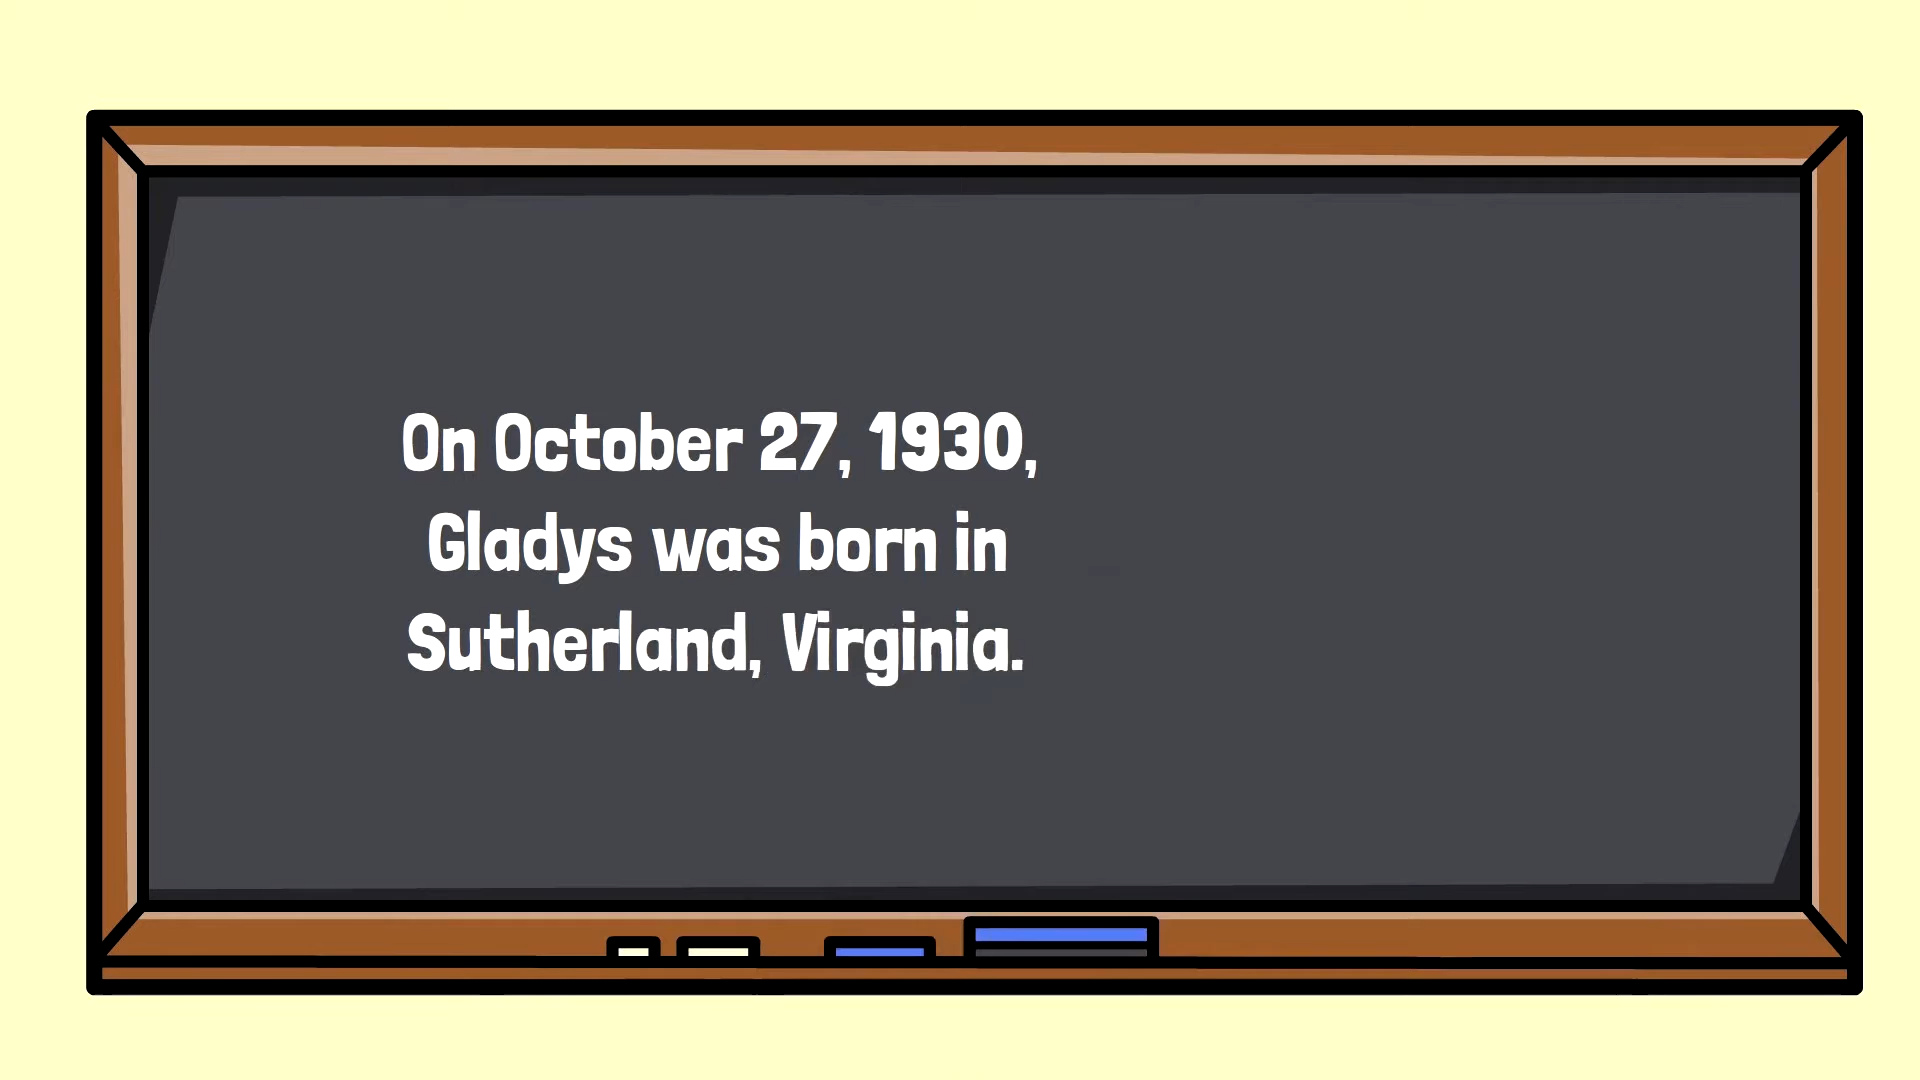 On October 27, 1930,
Gladys was born in
Sutherland, Virginia.